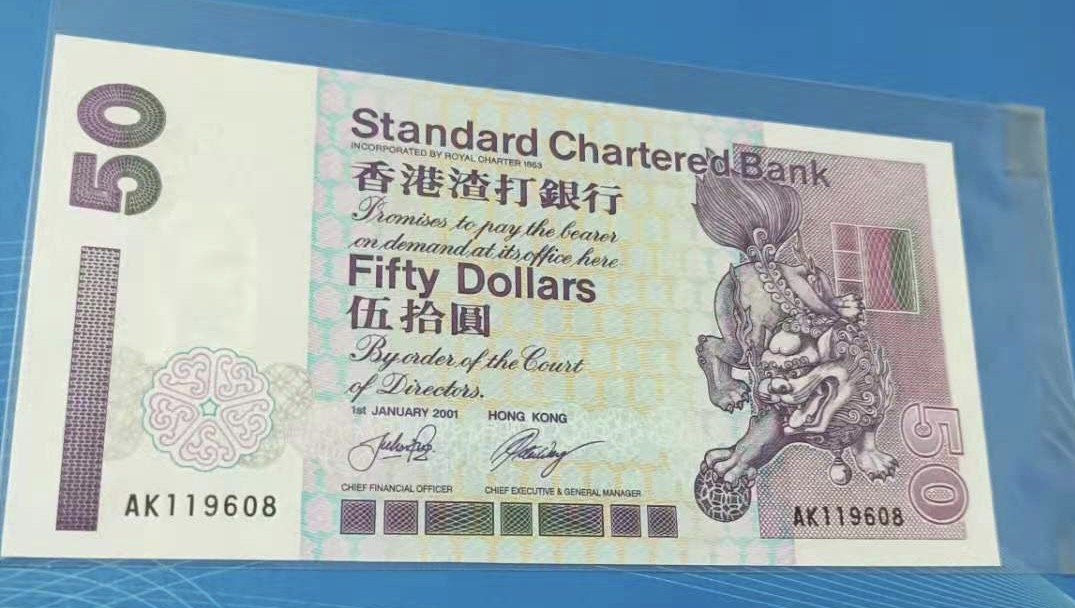 50
Standard Chartered Bank
INCORPORATED BY ROYAL CHARTER 1853
香港渣打銀行
Promises to pay the bearer
on demand at its office here
Fifty Dollars
伍拾圓
By order of the Court
of Directors.
1st JANUARY 2001 HONG KONG
CHIEF FINANCIAL OFFICER CHIEF EXECUTIVE & GENERAL MANAGER
AK119608
AK119608
50